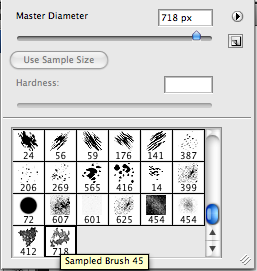 Master Diameter 718 px
Use Sample Size
Hardness:
24 56 59 176 141 387
206 269 565 416 14 399
72 607 601 625 454 454
412 718
Sampled Brush 45